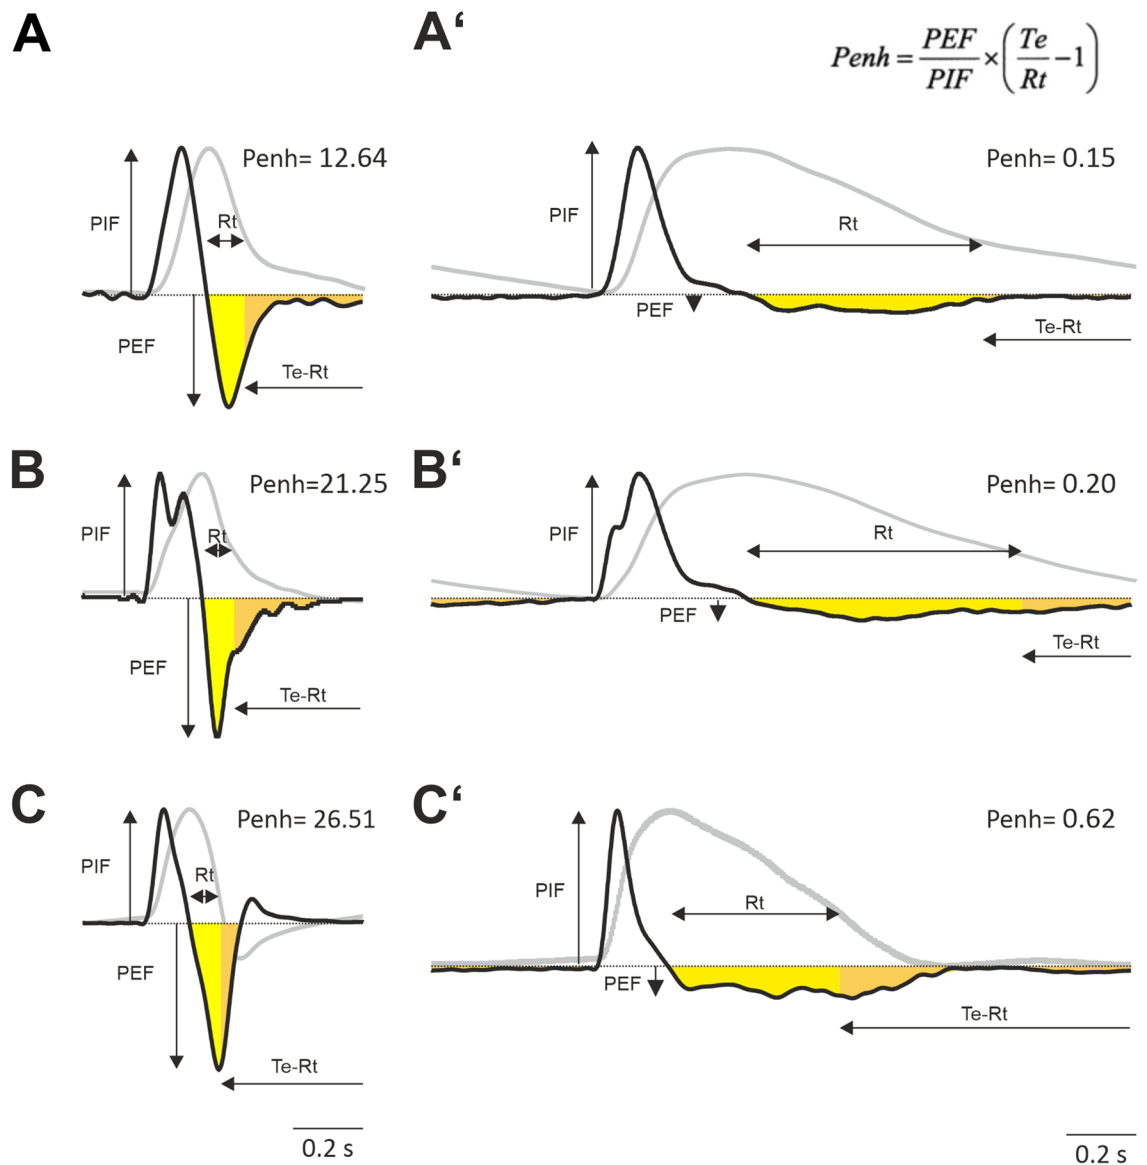 A
A‘
Penh = PEF/PIF × (Te/Rt − 1)
Penh= 12.64
PIF
Rt
PEF
Te-Rt
Penh= 0.15
PIF
Rt
PEF
Te-Rt
B
B‘
Penh=21.25
PIF
Rt
PEF
Te-Rt
Penh= 0.20
PIF
Rt
PEF
Te-Rt
C
C‘
Penh= 26.51
PIF
Rt
PEF
Te-Rt
0.2 s
Penh= 0.62
PIF
Rt
PEF
Te-Rt
0.2 s